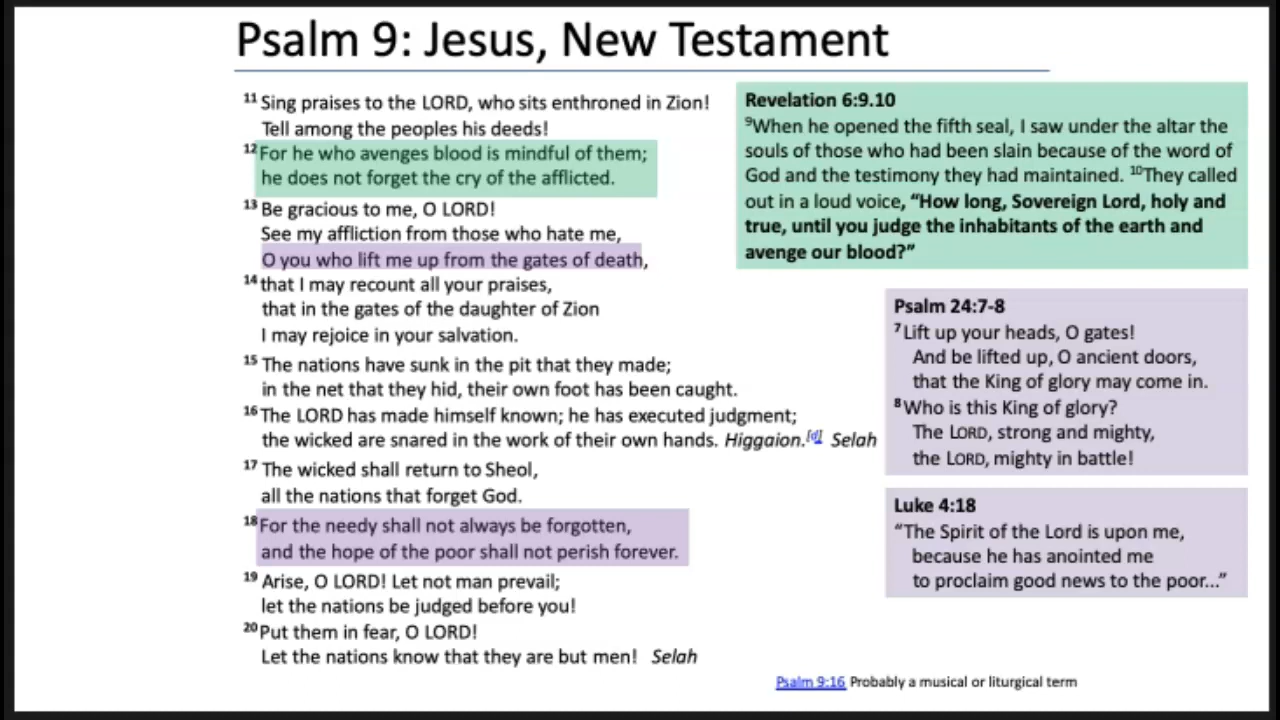 Psalm 9: Jesus, New Testament
11 Sing praises to the LORD, who sits enthroned in Zion!
Tell among the peoples his deeds!
12 For he who avenges blood is mindful of them;
he does not forget the cry of the afflicted.
13 Be gracious to me, O LORD!
See my affliction from those who hate me,
O you who lift me up from the gates of death,
14 that I may recount all your praises,
that in the gates of the daughter of Zion
I may rejoice in your salvation.
15 The nations have sunk in the pit that they made;
in the net that they hid, their own foot has been caught.
16 The LORD has made himself known; he has executed judgment;
the wicked are snared in the work of their own hands. Higgaion.[d] Selah
17 The wicked shall return to Sheol,
all the nations that forget God.
18 For the needy shall not always be forgotten,
and the hope of the poor shall not perish forever.
19 Arise, O LORD! Let not man prevail;
let the nations be judged before you!
20 Put them in fear, O LORD!
Let the nations know that they are but men! Selah
Revelation 6:9.10
9When he opened the fifth seal, I saw under the altar the
souls of those who had been slain because of the word of
God and the testimony they had maintained. 10They called
out in a loud voice, “How long, Sovereign Lord, holy and
true, until you judge the inhabitants of the earth and
avenge our blood?”
Psalm 24:7-8
7 Lift up your heads, O gates!
And be lifted up, O ancient doors,
that the King of glory may come in.
8 Who is this King of glory?
The LORD, strong and mighty,
the LORD, mighty in battle!
Luke 4:18
“The Spirit of the Lord is upon me,
because he has anointed me
to proclaim good news to the poor…”
Psalm 9:16 Probably a musical or liturgical term